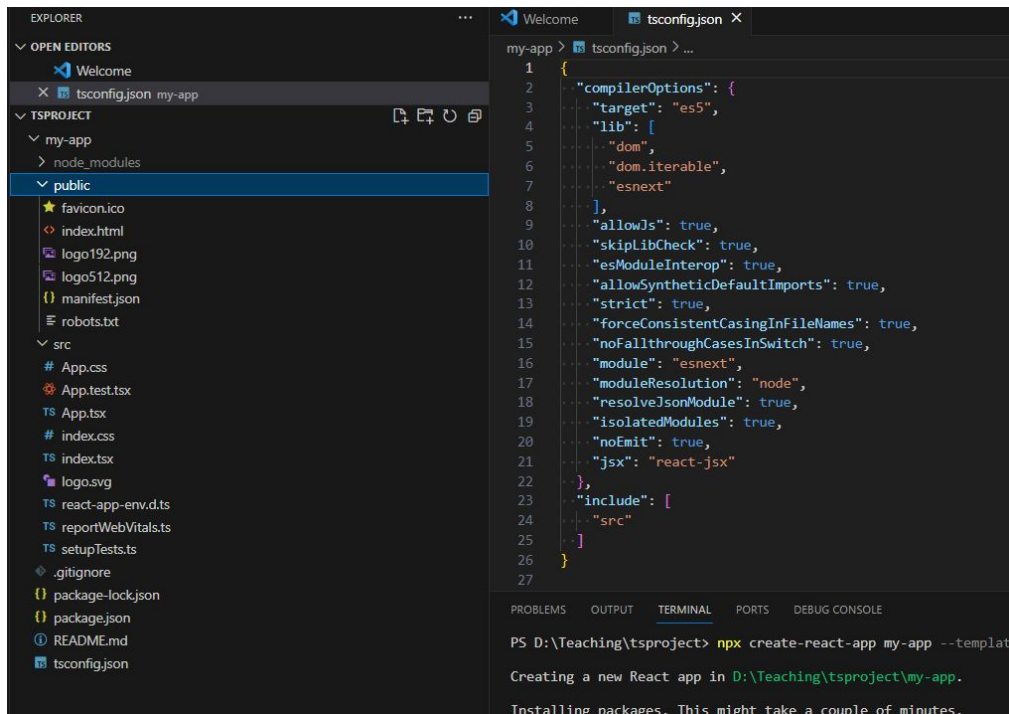 EXPLORER
OPEN EDITORS
Welcome
tsconfig.json my-app
TSPROJECT
my-app
node_modules
public
favicon.ico
index.html
logo192.png
logo512.png
manifest.json
robots.txt
src
App.css
App.test.tsx
App.tsx
index.css
index.tsx
logo.svg
react-app-env.d.ts
reportWebVitals.ts
setupTests.ts
.gitignore
package-lock.json
package.json
README.md
tsconfig.json
Welcome
tsconfig.json
my-app > tsconfig.json > ...
1 {
2 "compilerOptions": {
3 "target": "es5",
4 "lib": [
5 "dom",
6 "dom.iterable",
7 "esnext"
8 ],
9 "allowJs": true,
10 "skipLibCheck": true,
11 "esModuleInterop": true,
12 "allowSyntheticDefaultImports": true,
13 "strict": true,
14 "forceConsistentCasingInFileNames": true,
15 "noFallthroughCasesInSwitch": true,
16 "module": "esnext",
17 "moduleResolution": "node",
18 "resolveJsonModule": true,
19 "isolatedModules": true,
20 "noEmit": true,
21 "jsx": "react-jsx"
22 },
23 "include": [
24 "src"
25 ]
26 }
27
PROBLEMS OUTPUT TERMINAL PORTS DEBUG CONSOLE
PS D:\Teaching\tsproject> npx create-react-app my-app --templat
Creating a new React app in D:\Teaching\tsproject\my-app.
Installing packages. This might take a couple of minutes.